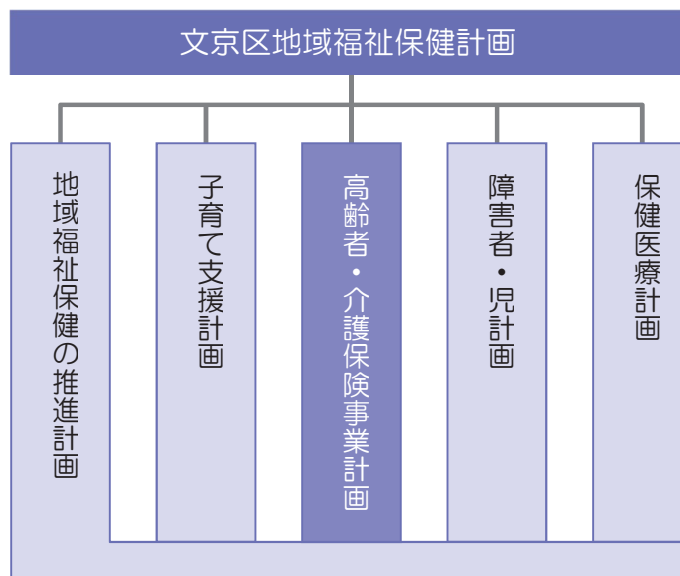 文京区地域福祉保健計画
地域福祉保健の推進計画
子育て支援計画
高齢者・介護保険事業計画
障害者・児計画
保健医療計画